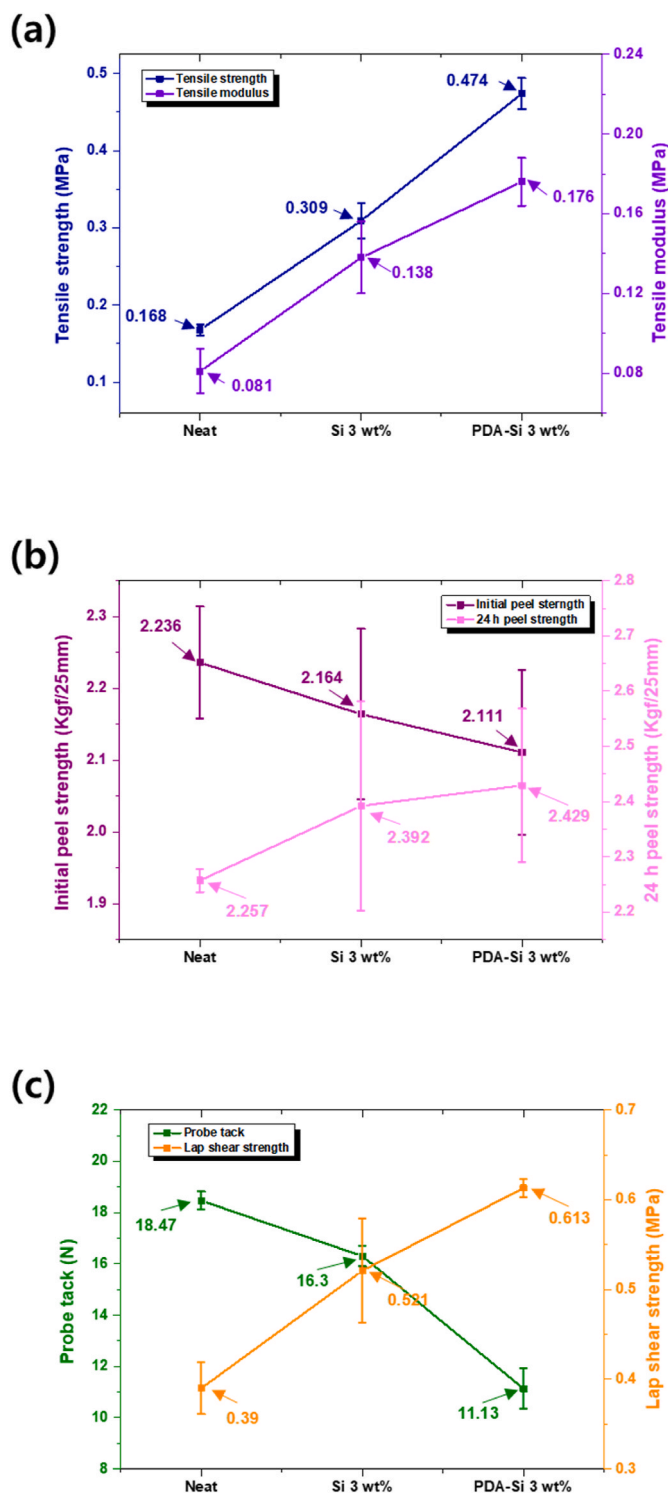 (a)
Tensile strength
Tensile modulus
Tensile strength (MPa)
0.5
0.4
0.3
0.2
0.1
0.168
0.309
0.474
0.081
0.138
0.176
0.24
0.20
0.16
0.12
0.08
Tensile modulus (MPa)
Neat
Si 3 wt%
PDA-Si 3 wt%
(b)
Initial peel sterngth
24 h peel strength
Initial peel strength (Kgf/25mm)
2.3
2.2
2.1
2.0
1.9
2.236
2.164
2.111
2.257
2.392
2.429
2.8
2.7
2.6
2.5
2.4
2.3
2.2
24 h peel strength (Kgf/25mm)
Neat
Si 3 wt%
PDA-Si 3 wt%
(c)
Probe tack
Lap shear strength
Probe tack (N)
22
20
18
16
14
12
10
8
18.47
16.3
11.13
0.39
0.521
0.613
0.7
0.6
0.5
0.4
0.3
Lap shear strength (MPa)
Neat
Si 3 wt%
PDA-Si 3 wt%